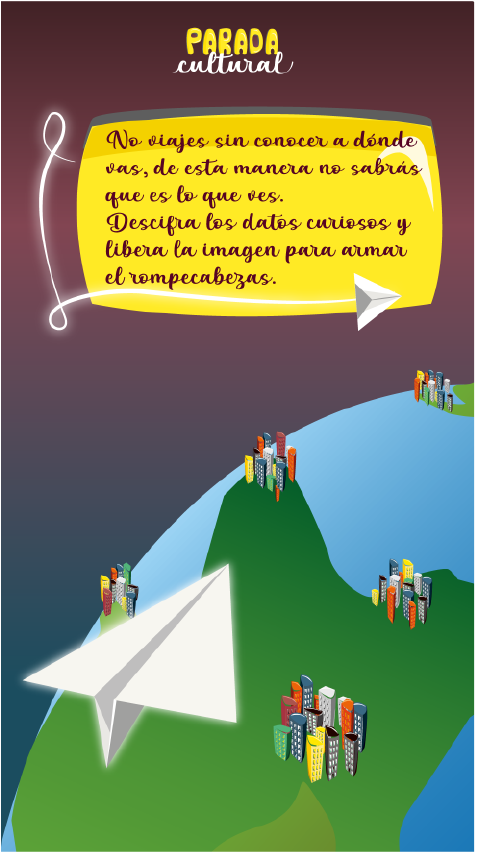 PARADA
cultural
No viajes sin conocer a dónde
vas, de esta manera no sabrás
que es lo que ves.
Descifra los datos curiosos y
libera la imagen para armar
el rompecabezas.